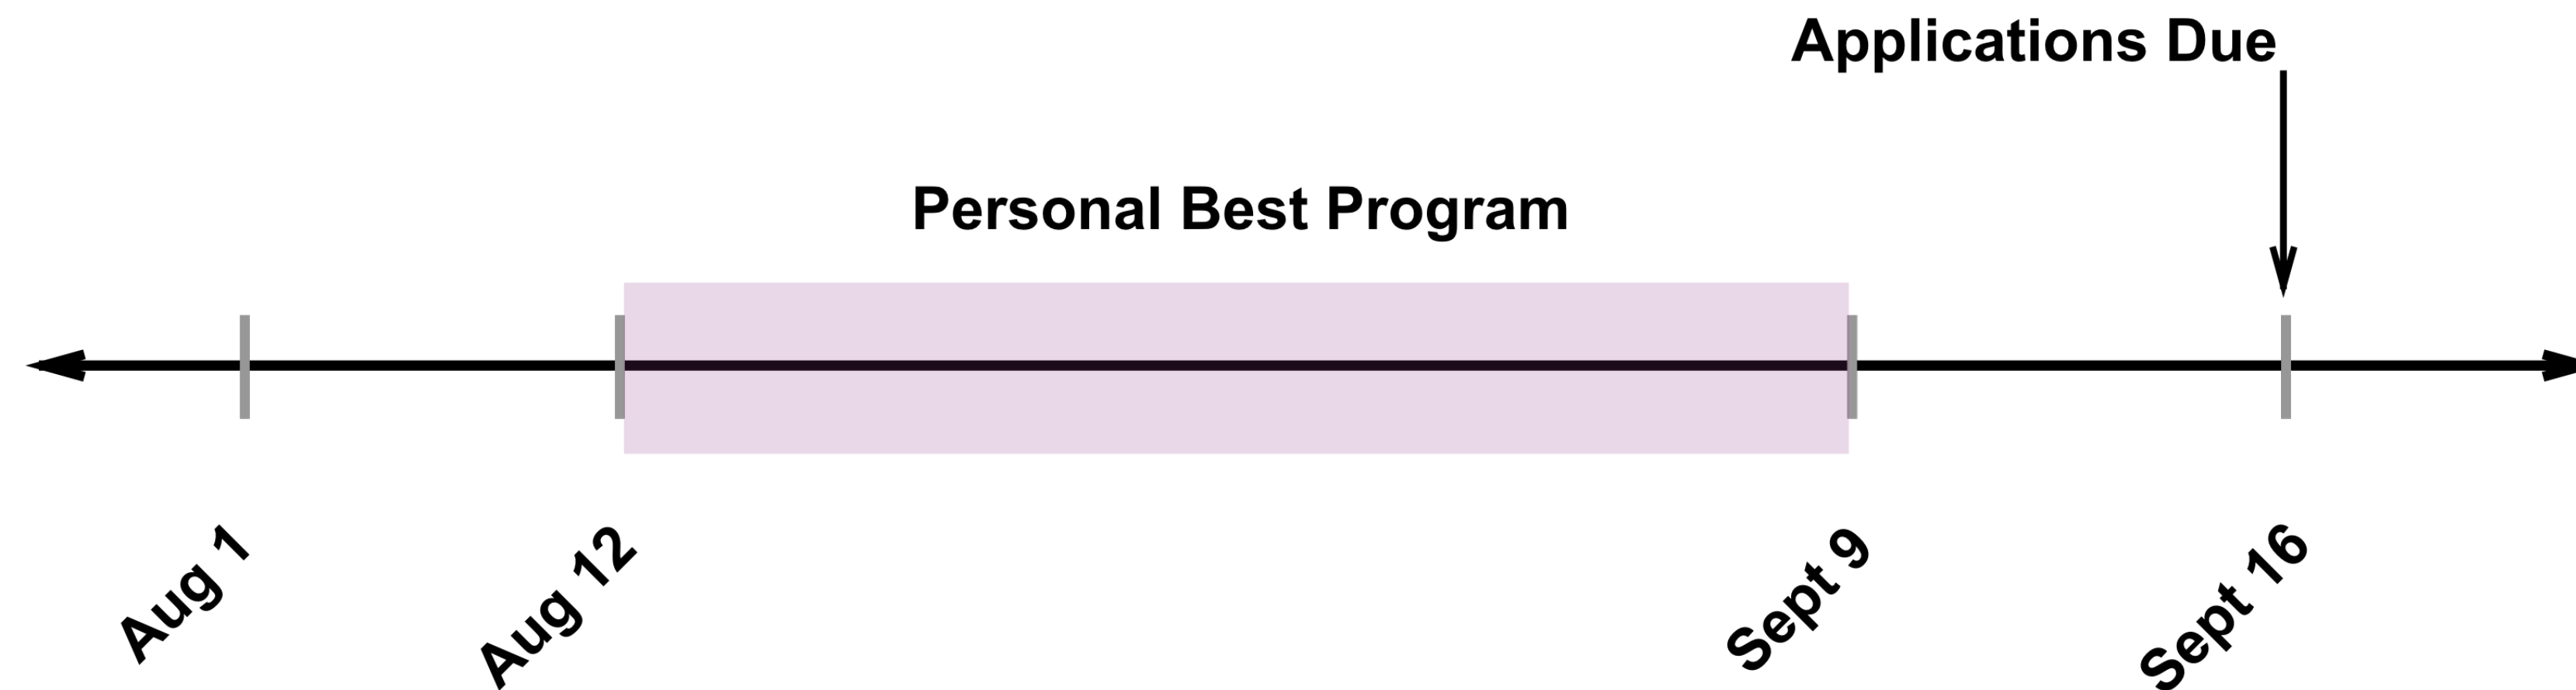 Applications Due
Personal Best Program
Aug 1
Aug 12
Sept 9
Sept 16